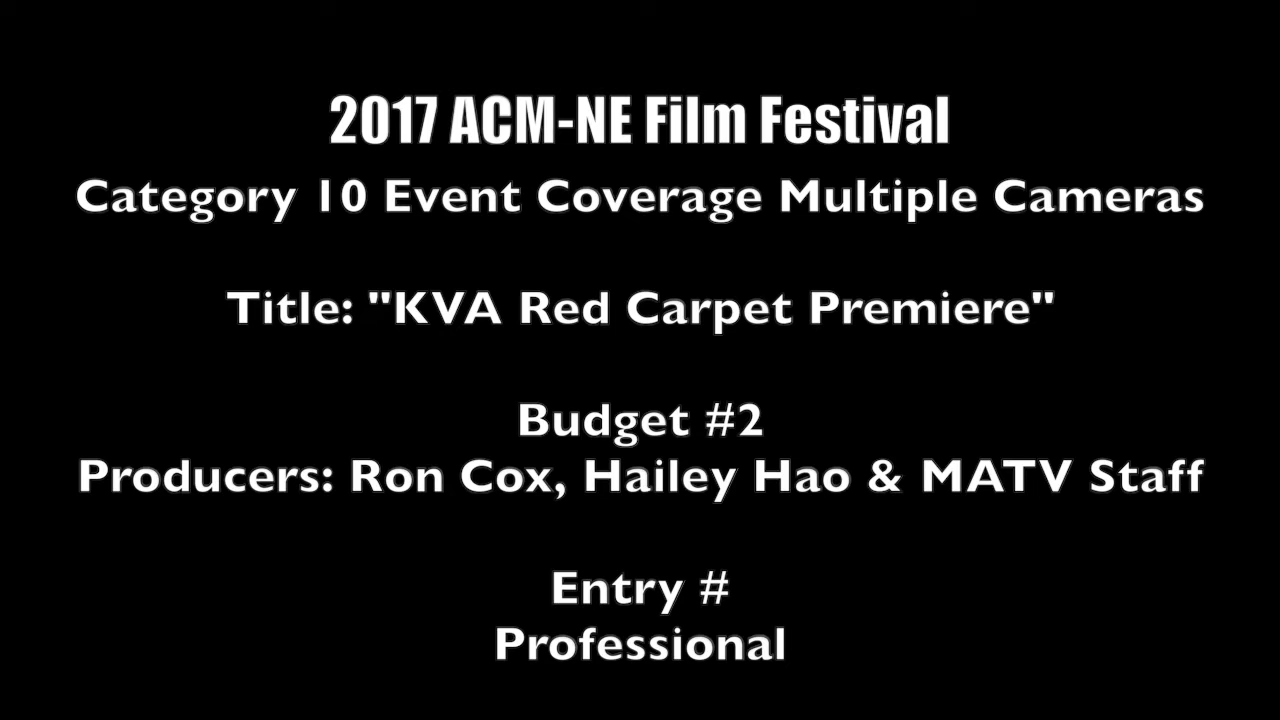 2017 ACM-NE Film Festival
Category 10 Event Coverage Multiple Cameras
Title: "KVA Red Carpet Premiere"
Budget #2
Producers: Ron Cox, Hailey Hao & MATV Staff
Entry #
Professional